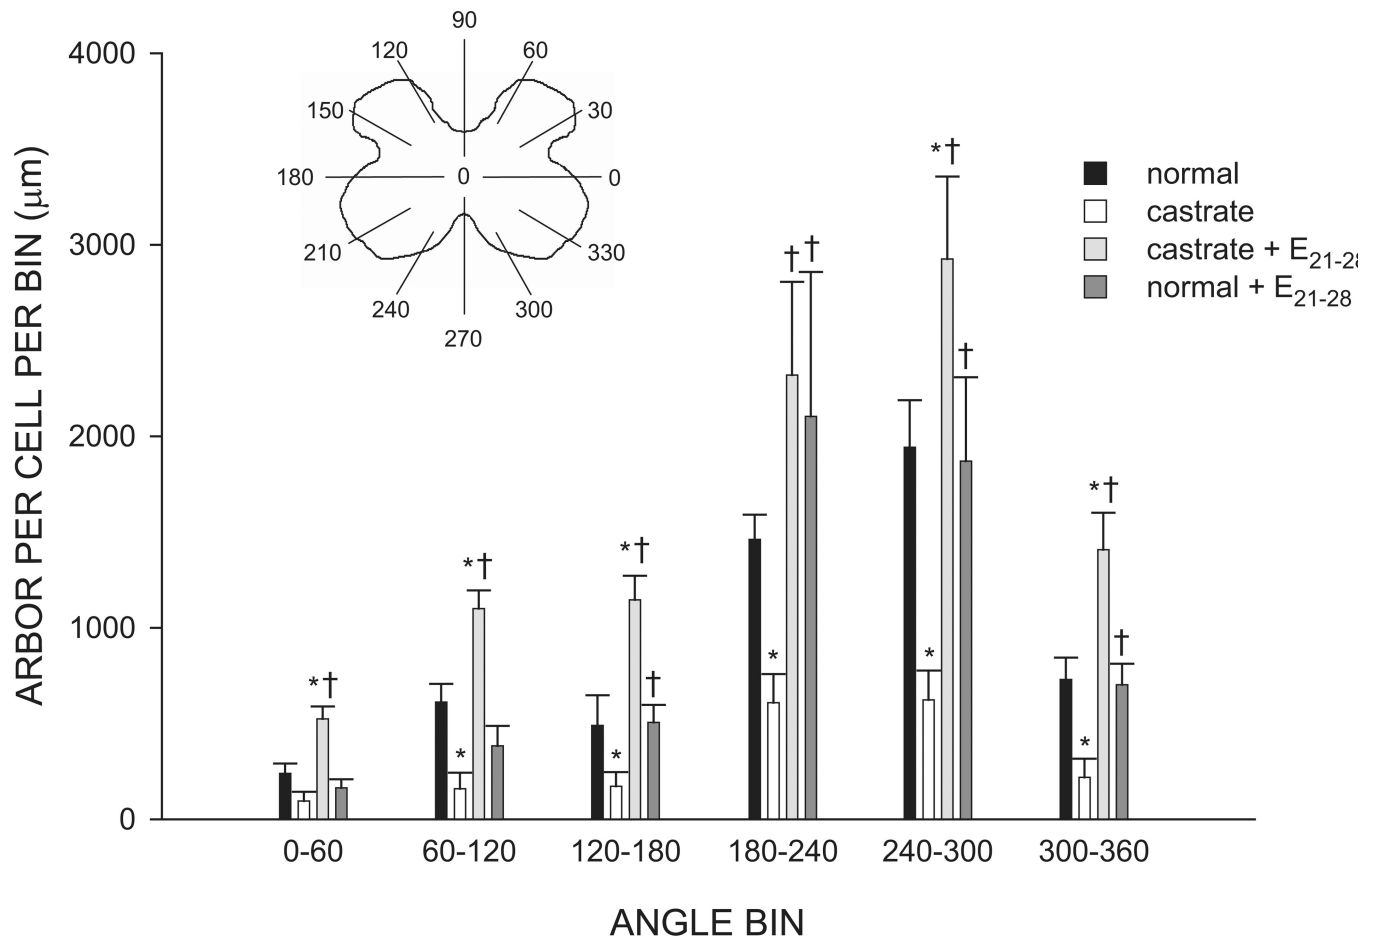 90
120 60
150 30
180 0 0
210 330
240 300
270
4000
3000
2000
1000
0
ARBOR PER CELL PER BIN (μm)
normal
castrate
castrate + E21-28
normal + E21-28
*†
* *†
* *† †
* † †
* *† †
* *† †
0-60 60-120 120-180 180-240 240-300 300-360
ANGLE BIN